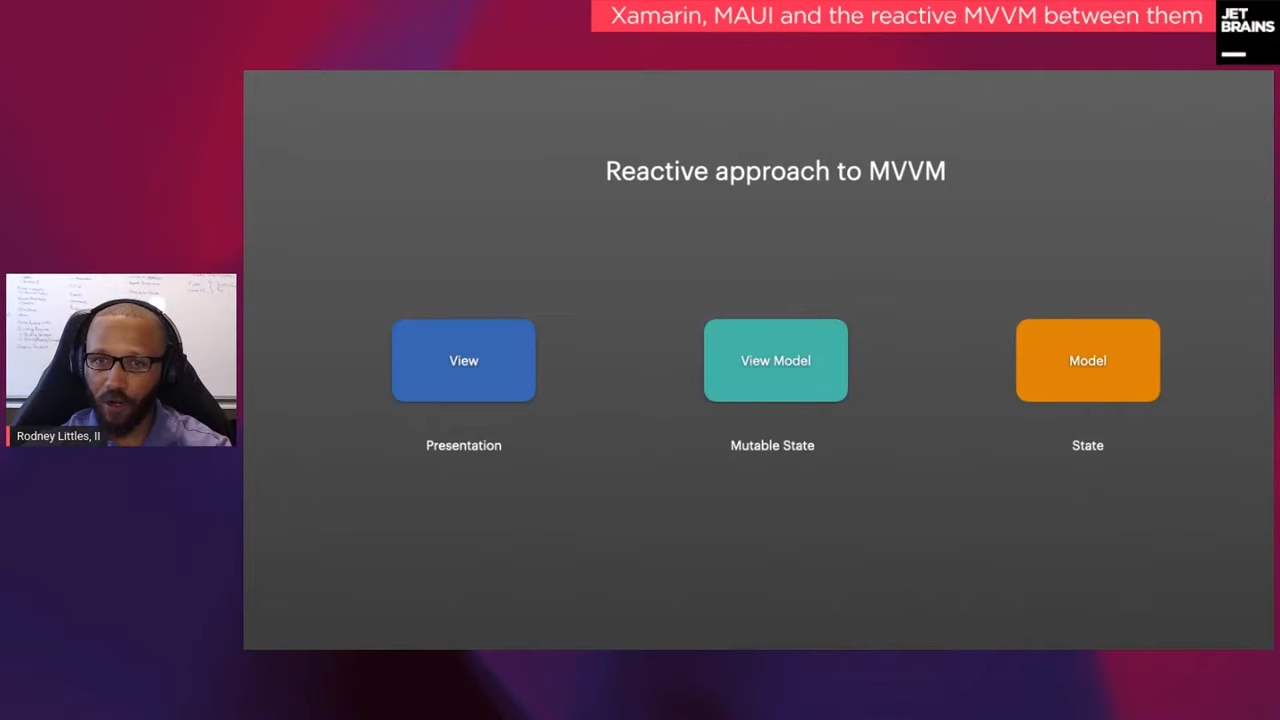 Xamarin, MAUI and the reactive MVVM between them
JET
BRAINS
Reactive approach to MVVM
View
View Model
Model
Presentation
Mutable State
State
Rodney Littles, II